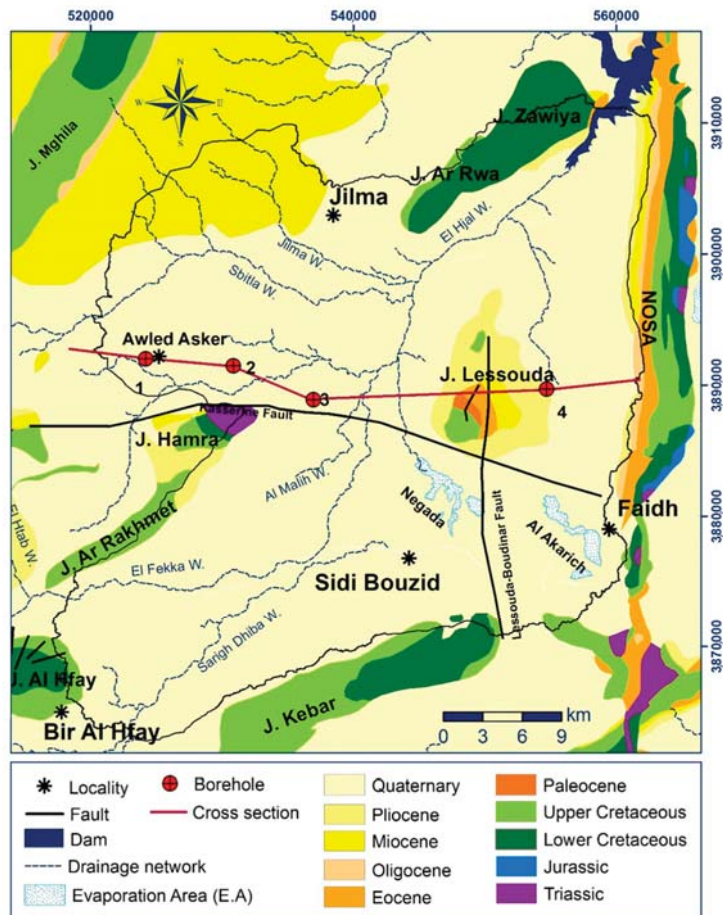 520000 540000 560000
N
W E
S
J. Mghila
J. Zawiya
3910000
J. Ar Rwa
Jilma
El Hjal W.
Jilma W.
3900000
Sbitla W.
NOSA
Awled Asker
2
J. Lessouda
3890000
1
3
4
Kasserine Fault
J. Hamra
Al Malih W.
Negada
Faidh
El Htab W.
3880000
Al Akarich
J. Ar Rakhmet
Lessouda-Boudinar Fault
El Fekka W.
Sidi Bouzid
Sarigh Dhiba W.
3870000
J. Al Hfay
J. Kebar
Bir Al Hfay
km
0 3 6 9
Locality
Borehole
Fault
Cross section
Dam
Drainage network
Evaporation Area (E.A)
Quaternary
Pliocene
Miocene
Oligocene
Eocene
Paleocene
Upper Cretaceous
Lower Cretaceous
Jurassic
Triassic